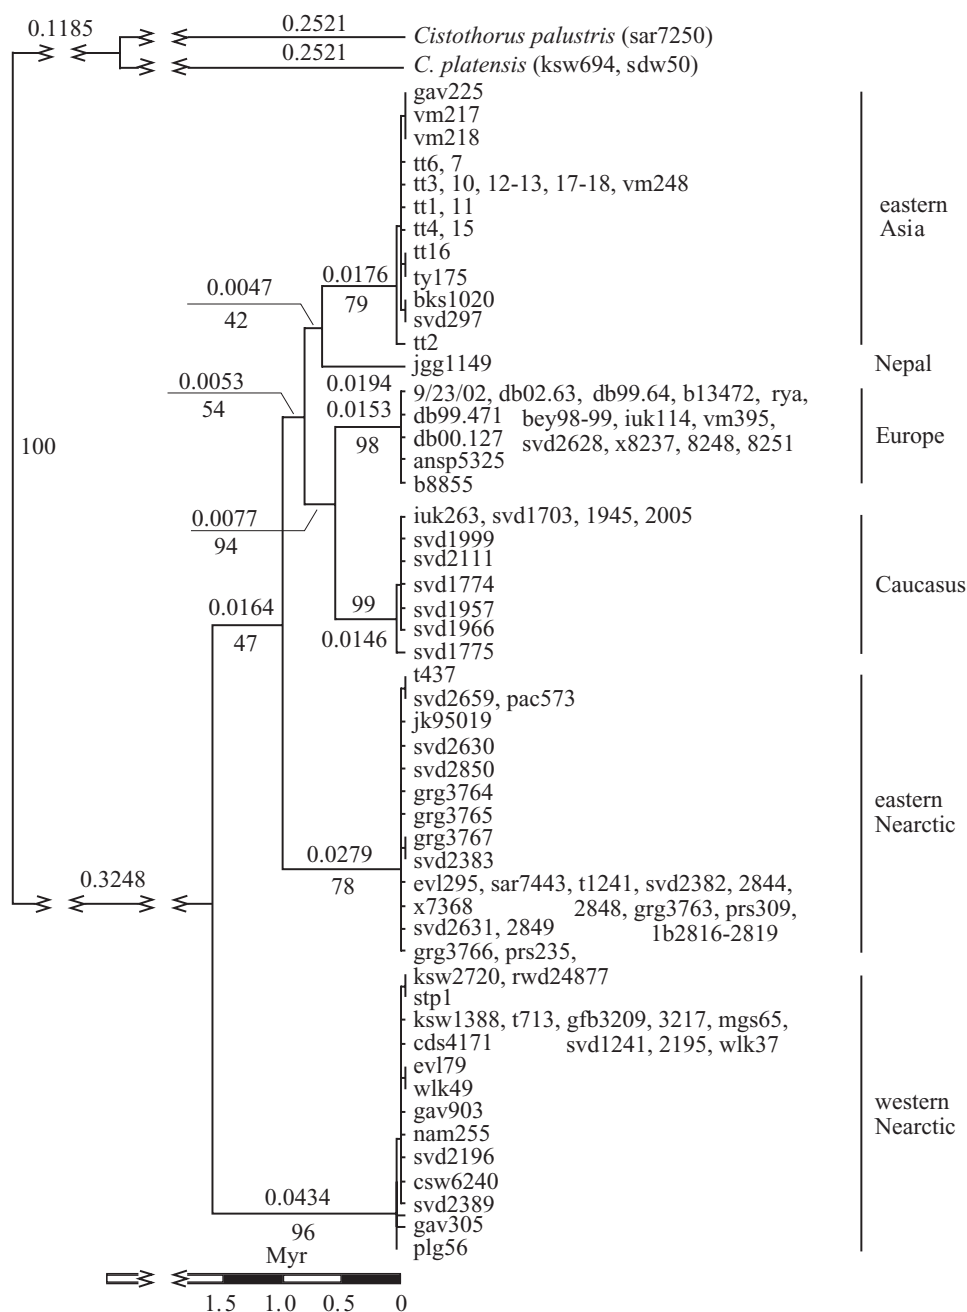 0.1185
0.2521
Cistothorus palustris (sar7250)
0.2521
C. platensis (ksw694, sdw50)
gav225
vm217
vm218
tt6, 7
tt3, 10, 12-13, 17-18, vm248
tt1, 11
tt4, 15
tt16
ty175
bks1020
svd297
tt2
eastern
Asia
0.0176
79
0.0047
42
jgg1149
Nepal
0.0194
0.0053
54
9/23/02, db02.63, db99.64, b13472, rya,
db99.471 bey98-99, iuk114, vm395,
db00.127 svd2628, x8237, 8248, 8251
ansp5325
b8855
Europe
0.0153
98
100
0.0077
94
iuk263, svd1703, 1945, 2005
svd1999
svd2111
svd1774
svd1957
svd1966
svd1775
Caucasus
99
0.0146
0.0164
47
t437
svd2659, pac573
jk95019
svd2630
svd2850
grg3764
grg3765
grg3767
svd2383
evl295, sar7443, t1241, svd2382, 2844,
x7368 2848, grg3763, prs309,
svd2631, 2849 1b2816-2819
grg3766, prs235,
eastern
Nearctic
0.0279
78
0.3248
ksw2720, rwd24877
stp1
ksw1388, t713, gfb3209, 3217, mgs65,
cds4171 svd1241, 2195, wlk37
evl79
wlk49
gav903
nam255
svd2196
csw6240
svd2389
gav305
plg56
western
Nearctic
0.0434
96
Myr
1.5 1.0 0.5 0